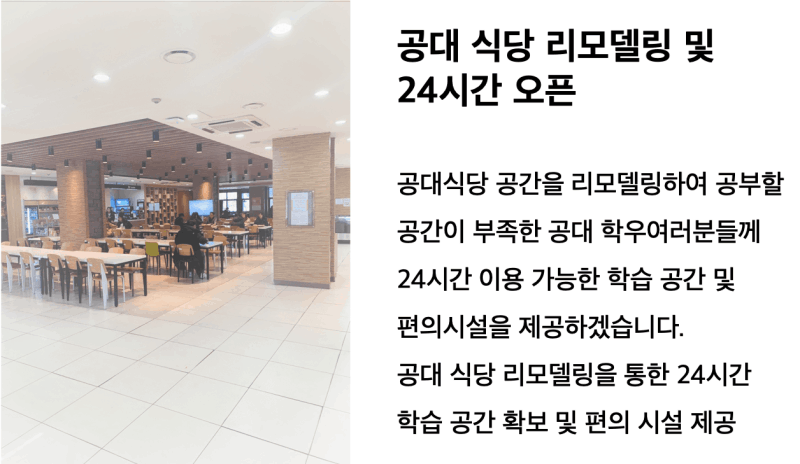 공대 식당 리모델링 및
24시간 오픈
공대식당 공간을 리모델링하여 공부할
공간이 부족한 공대 학우여러분들께
24시간 이용 가능한 학습 공간 및
편의시설을 제공하겠습니다.
공대 식당 리모델링을 통한 24시간
학습 공간 확보 및 편의 시설 제공